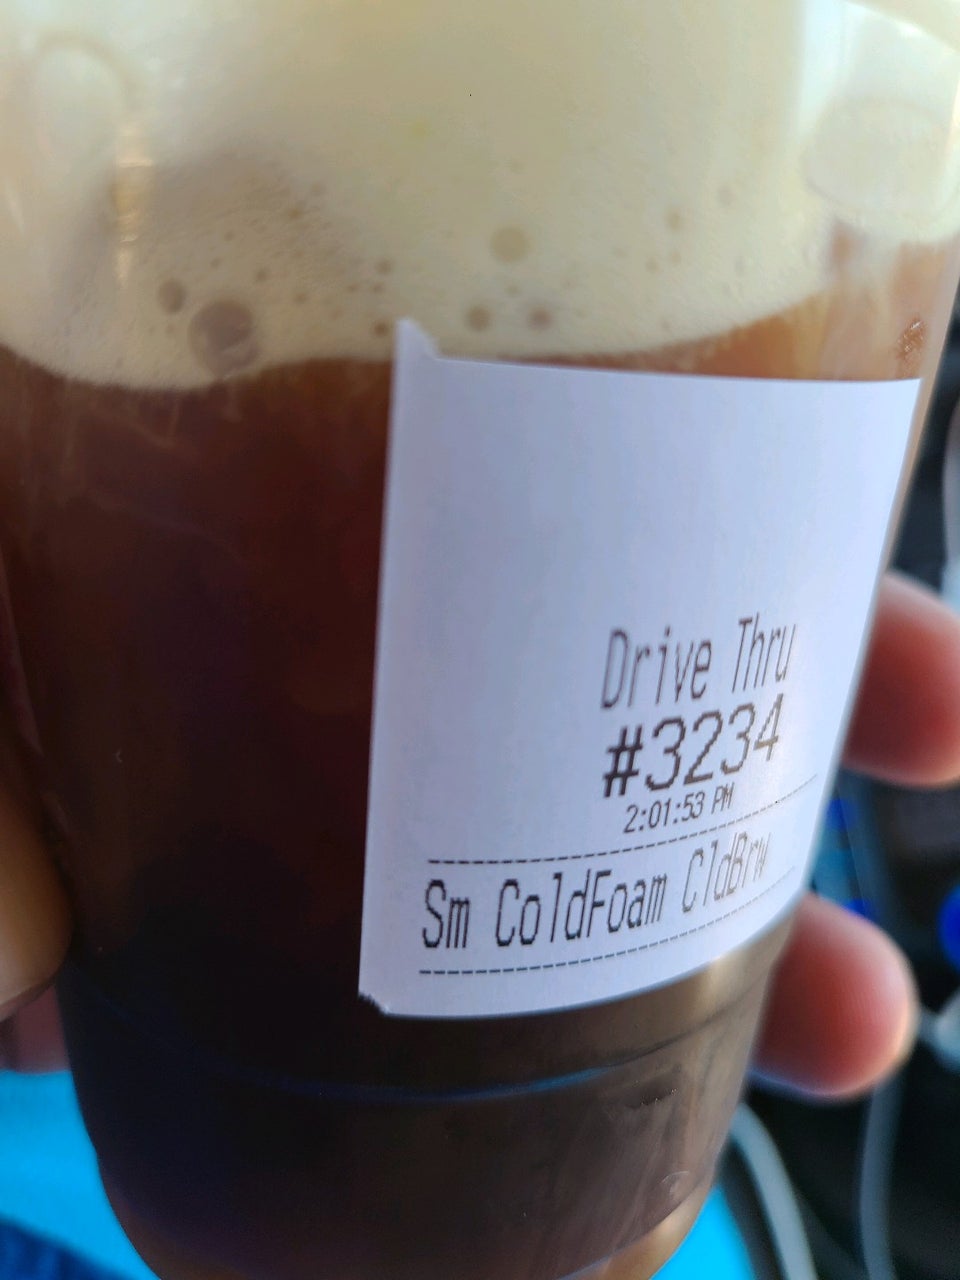 Drive Thru
#3234
2:01:53 PM
Sm ColdFoam CldBrw